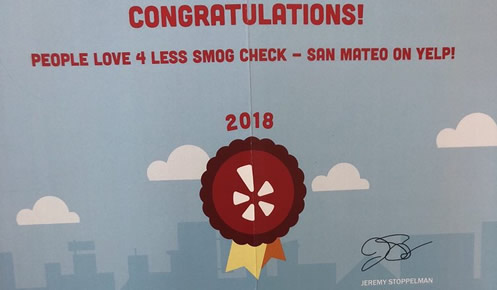 CONGRATULATIONS!
PEOPLE LOVE 4 LESS SMOG CHECK – SAN MATEO ON YELP!
2018
JEREMY STOPPELMAN